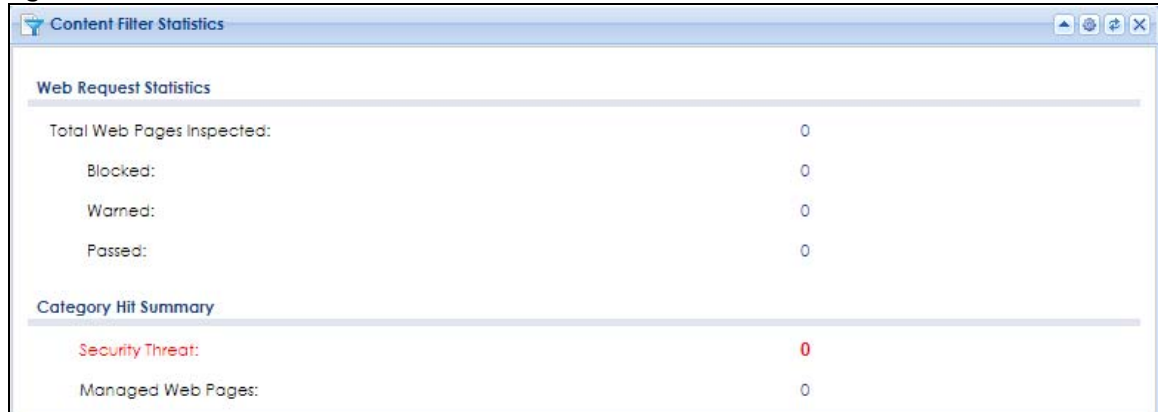 Content Filter Statistics
Web Request Statistics
Total Web Pages Inspected: 0
Blocked: 0
Warned: 0
Passed: 0
Category Hit Summary
Security Threat: 0
Managed Web Pages: 0